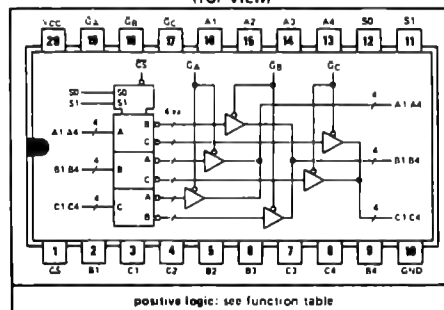 (TOP VIEW)
VCC GA GB GC A1 A2 A3 A4 S0 S1
20 19 18 17 16 15 14 13 12 11
CS GA GB GC
S0 S0
S1 S1
A1 A4 4 A B 4 4 A1 A4
C
B1 B4 4 B A 4 B1 B4
C
C1 C4 4 C A 4 C1 C4
B
1 2 3 4 5 6 7 8 9 10
CS B1 C1 C2 B2 B3 C3 C4 B4 GND
positive logic: see function table